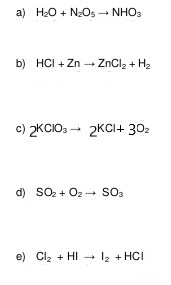 a) H₂O + N₂O₅ → NHO₃
b) HCl + Zn → ZnCl₂ + H₂
c) 2KClO₃ → 2KCl + 3O₂
d) SO₂ + O₂ → SO₃
e) Cl₂ + HI → I₂ + HCl